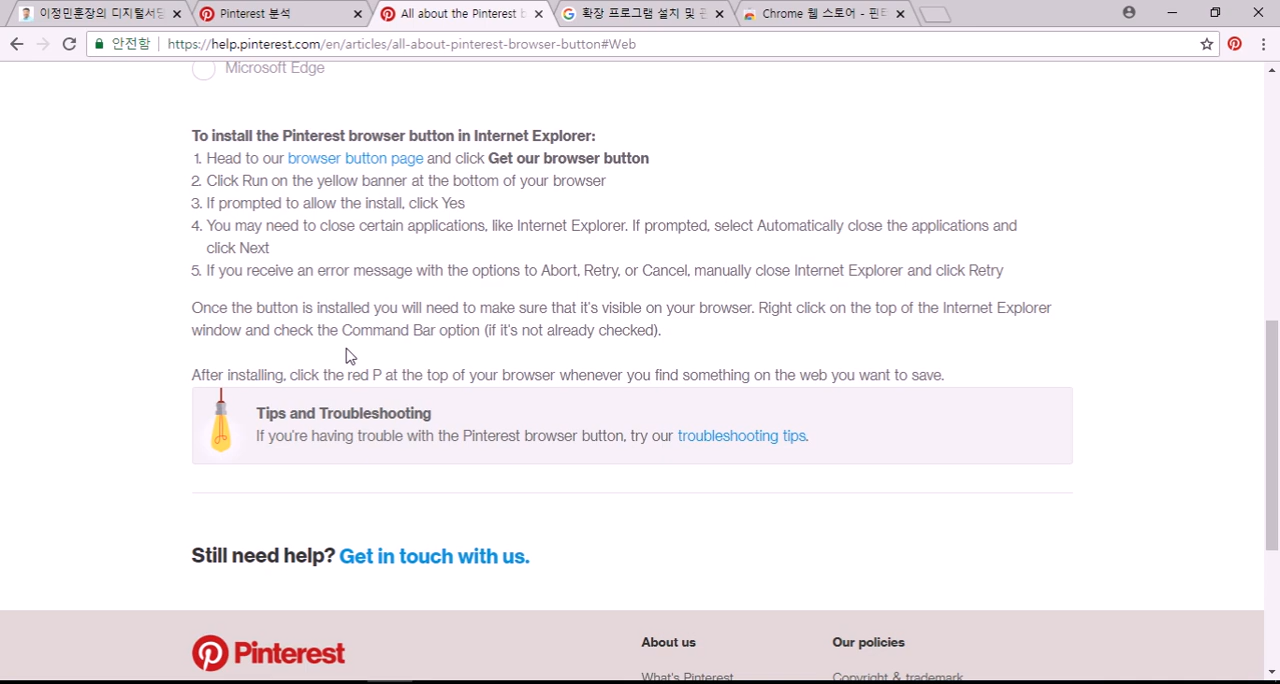 이정민훈장의 디지털서당
Pinterest 분석
All about the Pinterest b
확장 프로그램 설치 및 관
Chrome 웹 스토어 - 핀터
안전함
https://help.pinterest.com/en/articles/all-about-pinterest-browser-button#Web
Microsoft Edge
To install the Pinterest browser button in Internet Explorer:
1. Head to our browser button page and click Get our browser button
2. Click Run on the yellow banner at the bottom of your browser
3. If prompted to allow the install, click Yes
4. You may need to close certain applications, like Internet Explorer. If prompted, select Automatically close the applications and
click Next
5. If you receive an error message with the options to Abort, Retry, or Cancel, manually close Internet Explorer and click Retry
Once the button is installed you will need to make sure that it's visible on your browser. Right click on the top of the Internet Explorer
window and check the Command Bar option (if it's not already checked).
After installing, click the red P at the top of your browser whenever you find something on the web you want to save.
Tips and Troubleshooting
If you're having trouble with the Pinterest browser button, try our troubleshooting tips.
Still need help? Get in touch with us.
Pinterest
About us
Our policies
What's Pinterest
Copyright & trademark